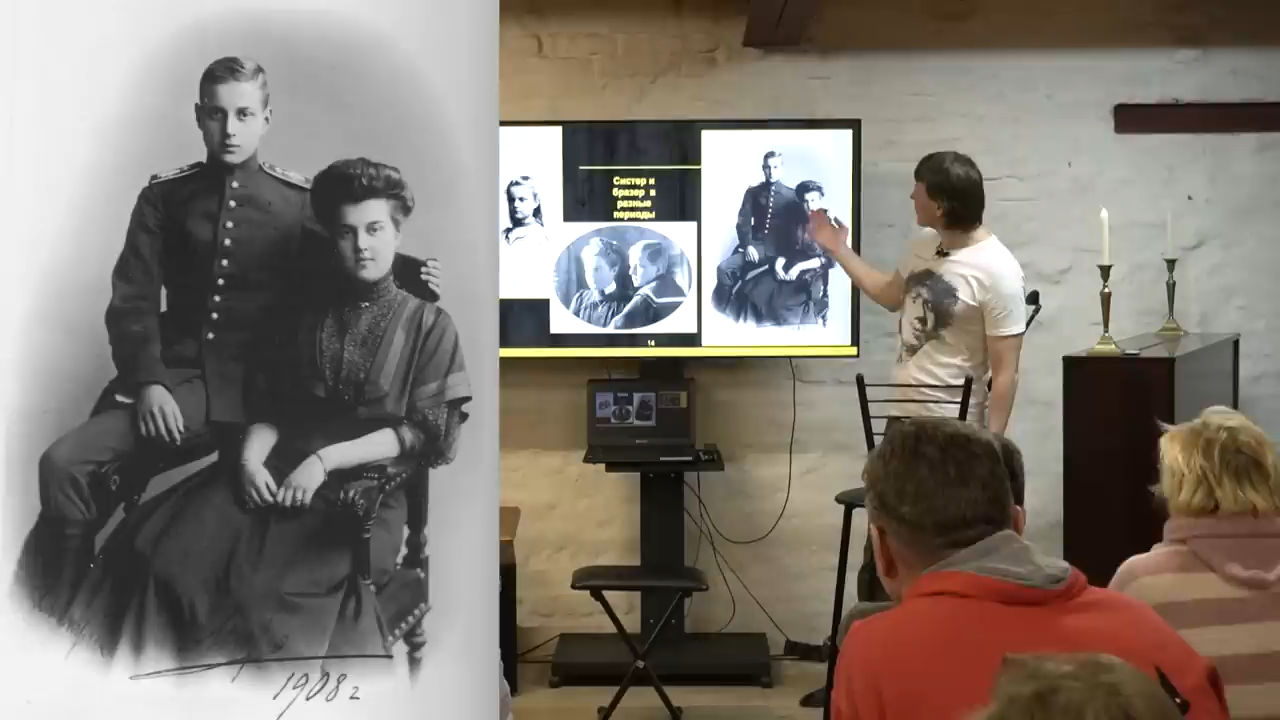 1908 г
Систер и
бразер в
разные
периоды
14